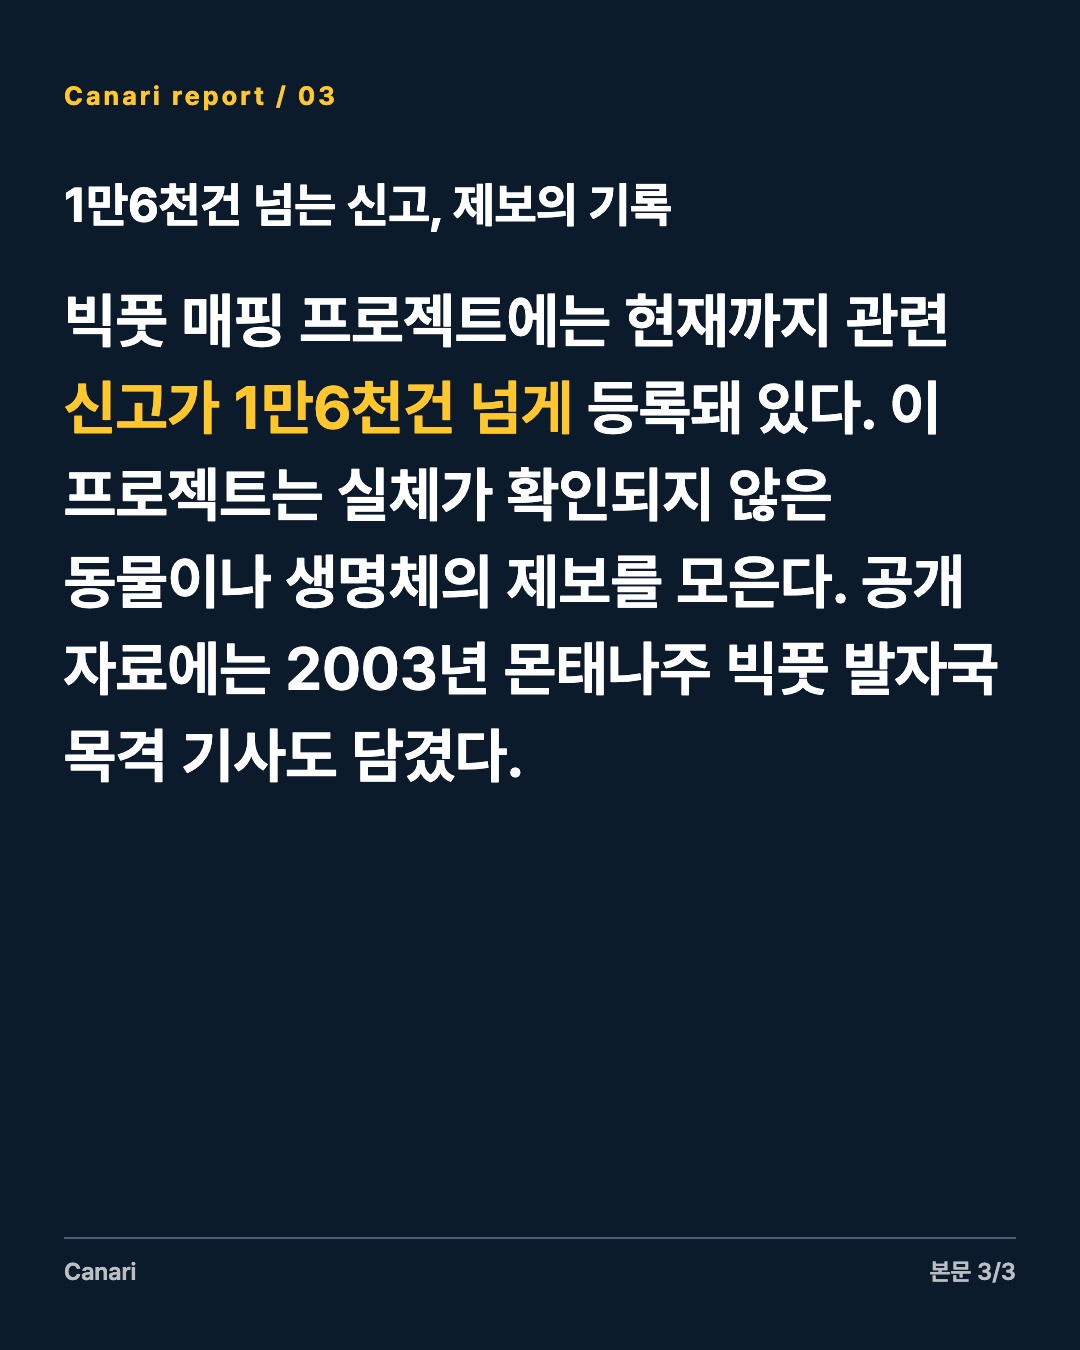 Canari report / 03
1만6천건 넘는 신고, 제보의 기록
빅풋 매핑 프로젝트에는 현재까지 관련
신고가 1만6천건 넘게 등록돼 있다. 이
프로젝트는 실체가 확인되지 않은
동물이나 생명체의 제보를 모은다. 공개
자료에는 2003년 몬태나주 빅풋 발자국
목격 기사도 담겼다.
Canari
본문 3/3